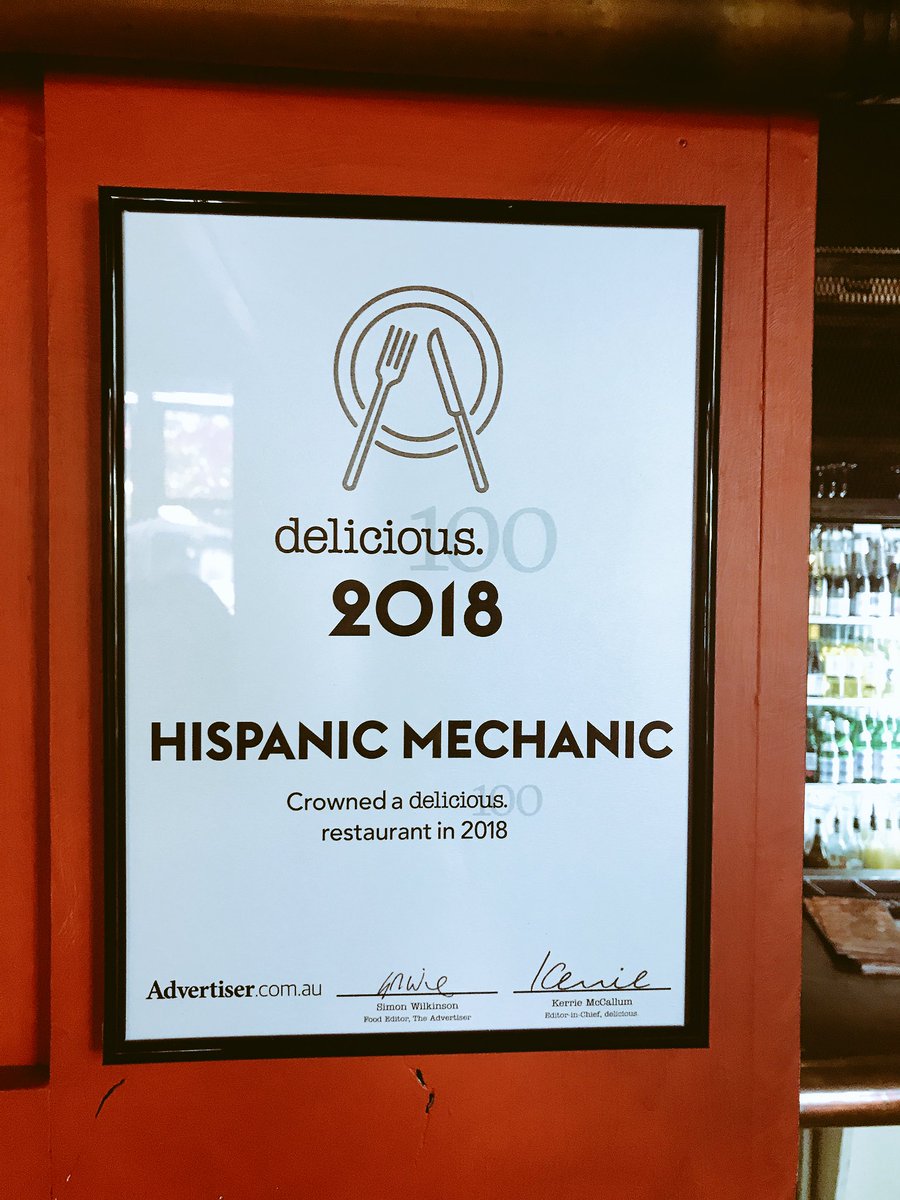 delicious. 100
2018
HISPANIC MECHANIC
Crowned a delicious. 100
restaurant in 2018
Advertiser.com.au
Kerrie
Simon Wilkinson
Food Editor, The Advertiser
Kerrie McCallum
Editor-in-Chief, delicious